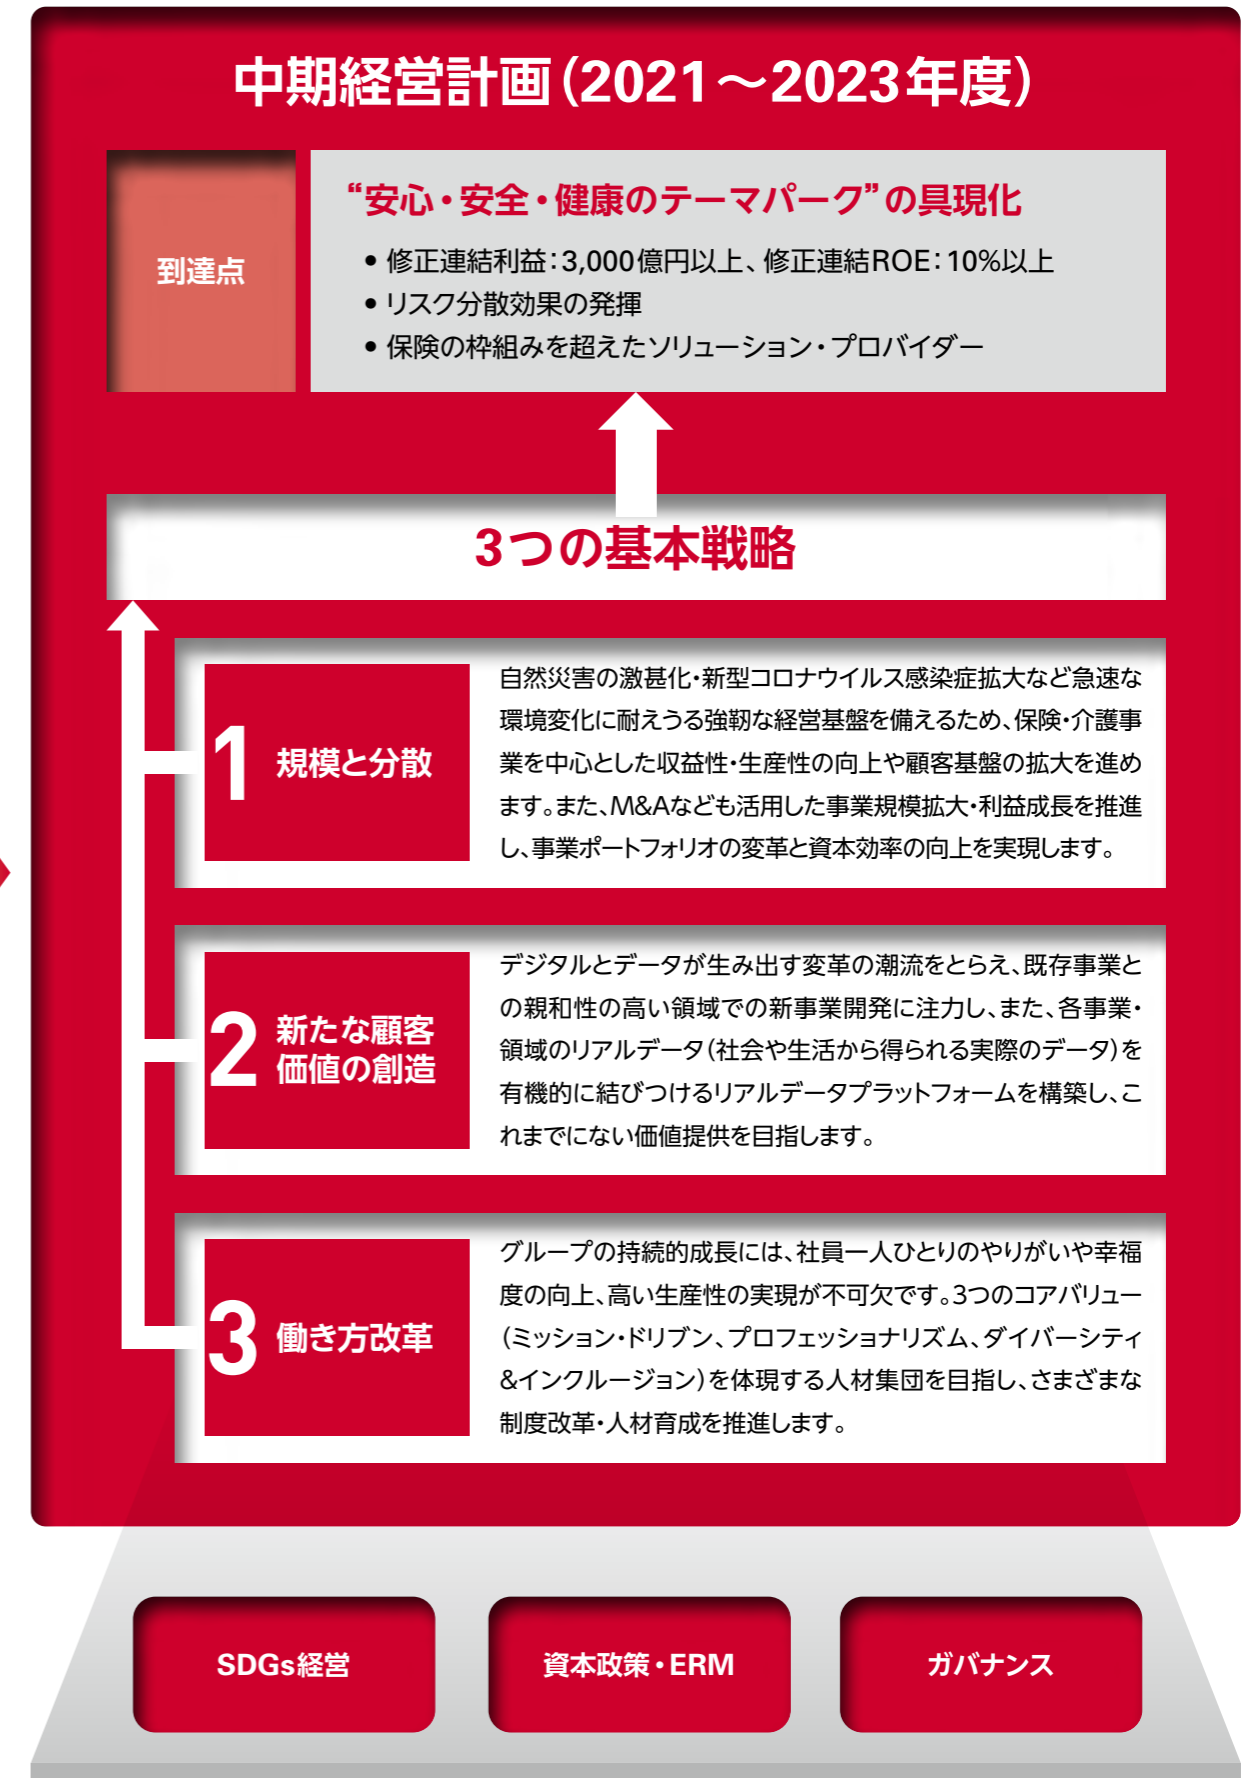 中期経営計画(2021～2023年度)
到達点
“安心・安全・健康のテーマパーク”の具現化
• 修正連結利益：3,000億円以上、修正連結ROE：10%以上
• リスク分散効果の発揮
• 保険の枠組みを超えたソリューション・プロバイダー
3つの基本戦略
1 規模と分散
自然災害の激甚化・新型コロナウイルス感染症拡大など急速な
環境変化に耐えうる強靭な経営基盤を備えるため、保険・介護事
業を中心とした収益性・生産性の向上や顧客基盤の拡大を進め
ます。また、M&Aなども活用した事業規模拡大・利益成長を推進
し、事業ポートフォリオの変革と資本効率の向上を実現します。
2 新たな顧客
価値の創造
デジタルとデータが生み出す変革の潮流をとらえ、既存事業と
の親和性の高い領域での新事業開発に注力し、また、各事業・
領域のリアルデータ(社会や生活から得られる実際のデータ)を
有機的に結びつけるリアルデータプラットフォームを構築し、こ
れまでにない価値提供を目指します。
3 働き方改革
グループの持続的成長には、社員一人ひとりのやりがいや幸福
度の向上、高い生産性の実現が不可欠です。3つのコアバリュー
(ミッション・ドリブン、プロフェッショナリズム、ダイバーシティ
&インクルージョン)を体現する人材集団を目指し、さまざまな
制度改革・人材育成を推進します。
SDGs経営
資本政策・ERM
ガバナンス